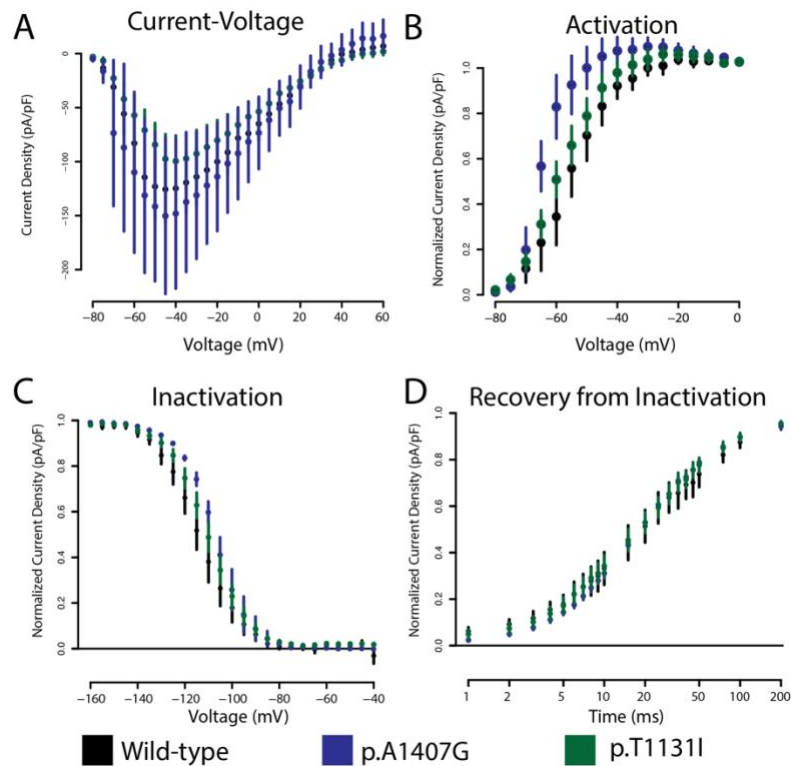 A Current-Voltage
Current Density (pA/pF)
0
−50
−100
−150
−200
−80 −60 −40 −20 0 20 40 60
Voltage (mV)
B Activation
Normalized Current Density (pA/pF)
1.0
0.8
0.6
0.4
0.2
0.0
−80 −60 −40 −20 0
Voltage (mV)
C Inactivation
Normalized Current Density (pA/pF)
1.0
0.8
0.6
0.4
0.2
0.0
−160 −140 −120 −100 −80 −60 −40
Voltage (mV)
D Recovery from Inactivation
Normalized Current Density (pA/pF)
1.0
0.8
0.6
0.4
0.2
0.0
1 2 5 10 20 50 100 200
Time (ms)
Wild-type p.A1407G p.T1131I